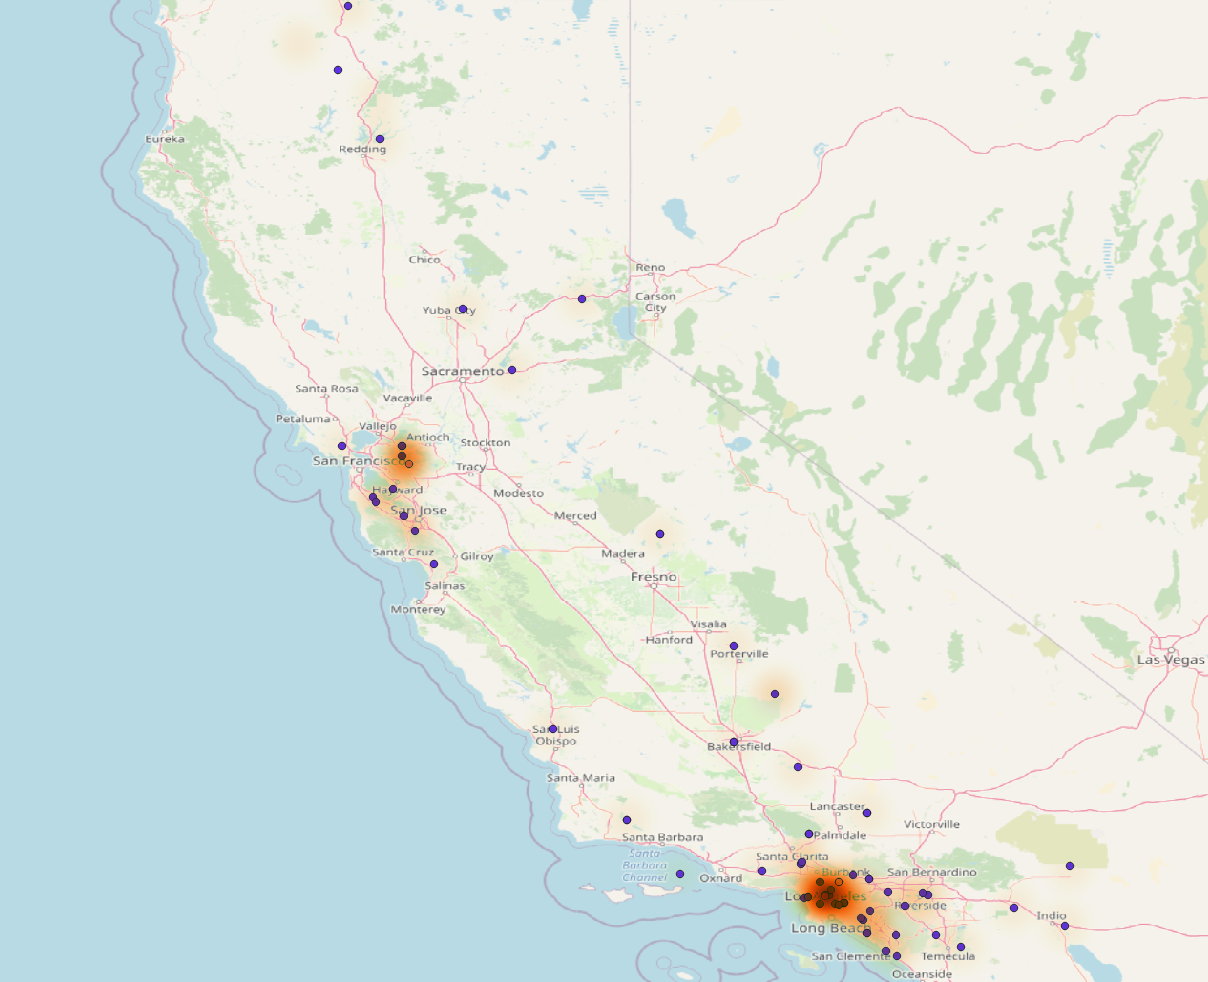 Eureka
Redding
Chico
Reno
Carson
City
Yuba City
Sacramento
Santa Rosa
Vacaville
Petaluma
Vallejo
Antioch
Stockton
San Francisco
Tracy
Hayward
Modesto
San Jose
Merced
Santa Cruz
Gilroy
Madera
Fresno
Salinas
Monterey
Visalia
Hanford
Porterville
Las Vegas
San Luis
Obispo
Bakersfield
Santa Maria
Lancaster
Victorville
Santa Barbara
Palmdale
Santa
Barbara
Channel
Santa Clarita
Oxnard
Burbank
San Bernardino
Los Angeles
Riverside
Indio
Long Beach
San Clemente
Temecula
Oceanside